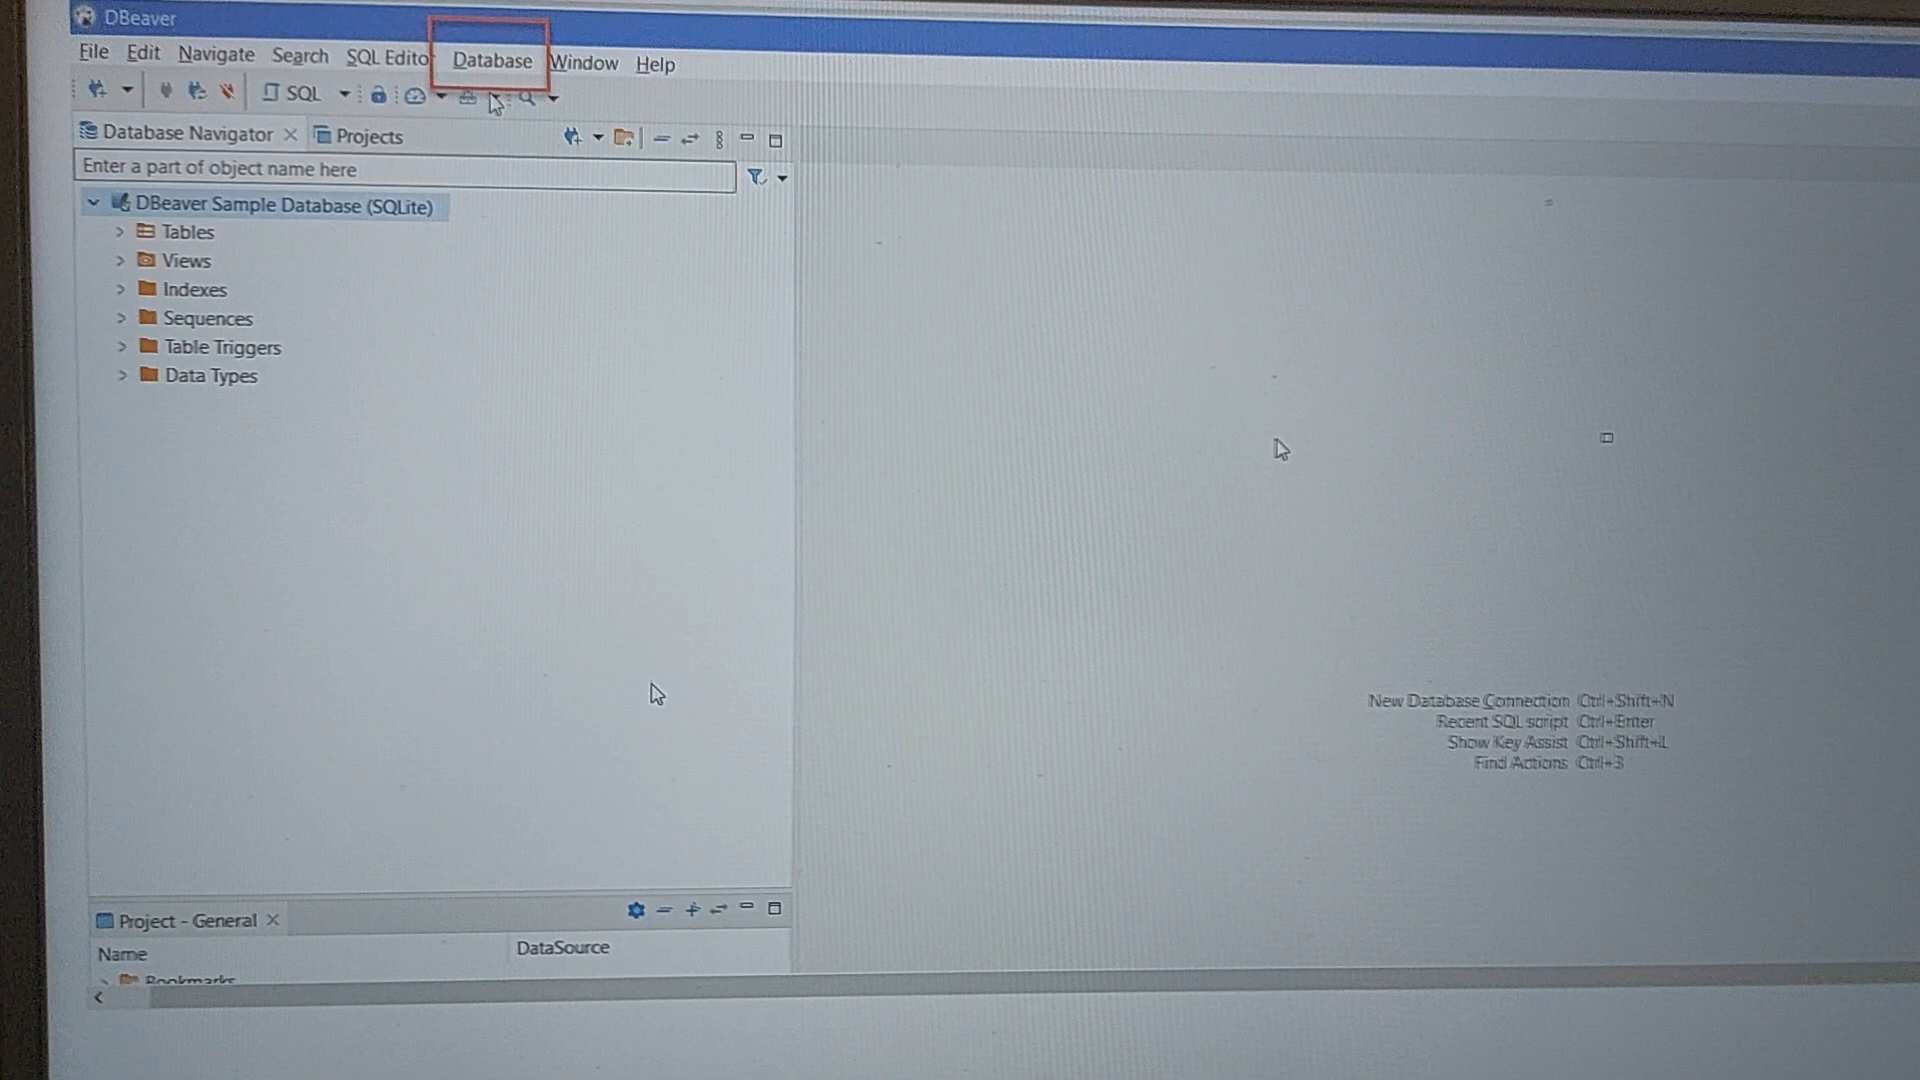 DBeaver
File Edit Navigate Search SQL Editor Database Window Help
SQL
Database Navigator Projects
Enter a part of object name here
DBeaver Sample Database (SQLite)
Tables
Views
Indexes
Sequences
Table Triggers
Data Types
New Database Connection Ctrl+Shift+N
Recent SQL script Ctrl+Enter
Show Key Assist Ctrl+Shift+L
Find Actions Ctrl+3
Project - General
Name DataSource
Bookmarks